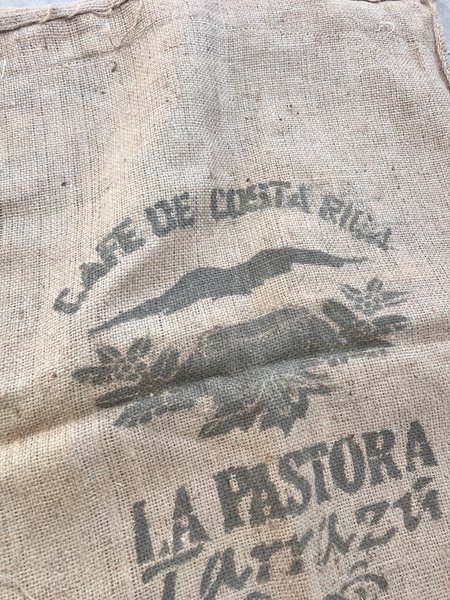 CAFE DE COSTA RICA
LA PASTORA
Tarrazú